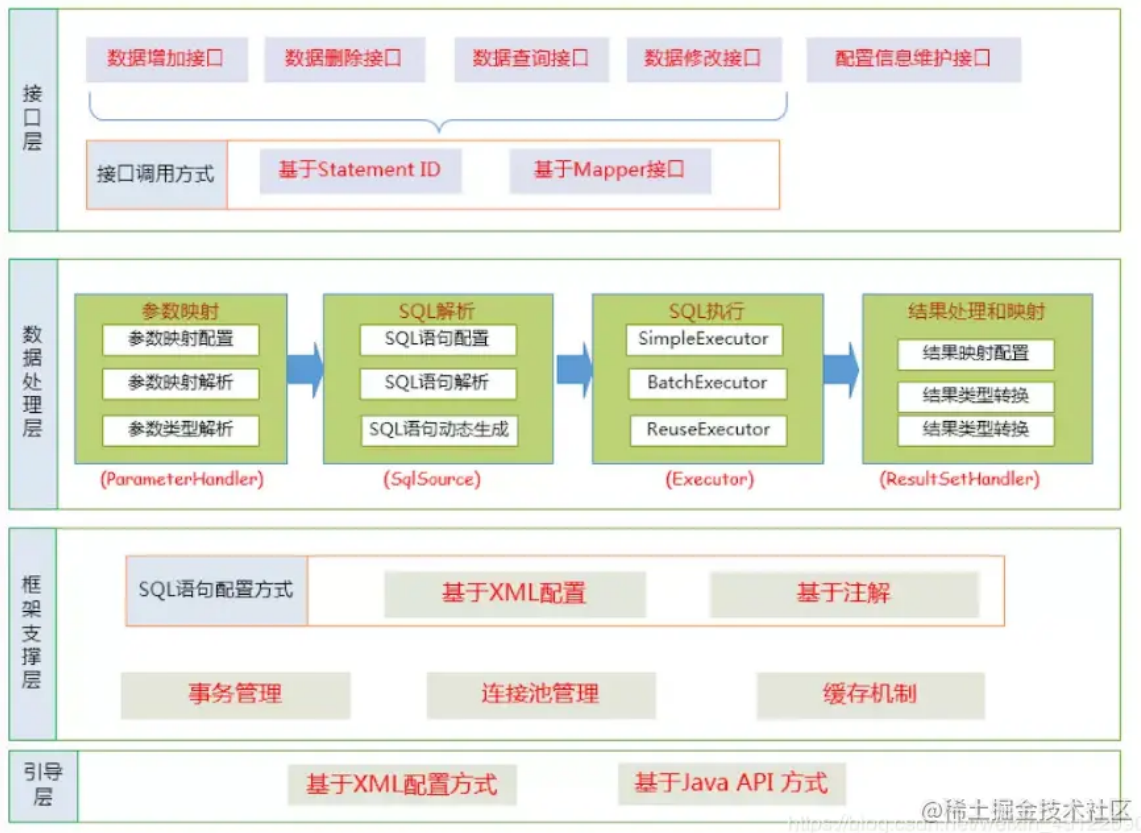 接口层
数据增加接口
数据删除接口
数据查询接口
数据修改接口
配置信息维护接口
接口调用方式
基于Statement ID
基于Mapper接口
数据处理层
参数映射
参数映射配置
参数映射解析
参数类型解析
(ParameterHandler)
SQL解析
SQL语句配置
SQL语句解析
SQL语句动态生成
(SqlSource)
SQL执行
SimpleExecutor
BatchExecutor
ReuseExecutor
(Executor)
结果处理和映射
结果映射配置
结果类型转换
结果类型转换
(ResultSetHandler)
框架支撑层
SQL语句配置方式
基于XML配置
基于注解
事务管理
连接池管理
缓存机制
引导层
基于XML配置方式
基于Java API 方式
@稀土掘金技术社区